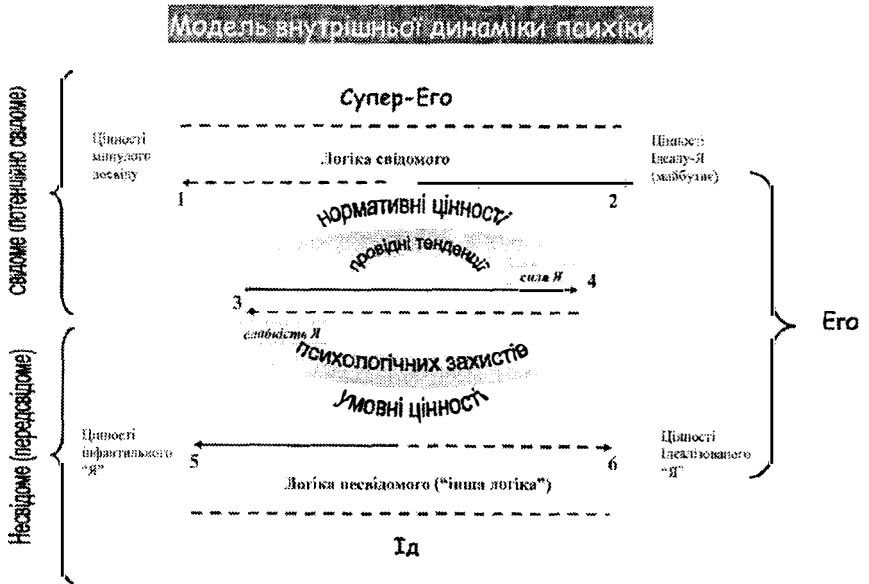 Модель внутрішньої динаміки психіки
Супер-Его
Свідоме (потенчійно свідоме)
Цінності
минулого
досвіду
Логіка свідомого
Цінності
Ідеалу-Я
(майбутнє)
1
2
нормативні цінності
провідні тенденції
сила Я
4
3
слабкість Я
Его
психологічних захистів
умовні цінності
Несвідоме (передсвідоме)
Цінності
інфантильного
"Я"
5
6
Цінності
Ідеалізованого
"Я"
Логіка несвідомого ("інша логіка")
Ід